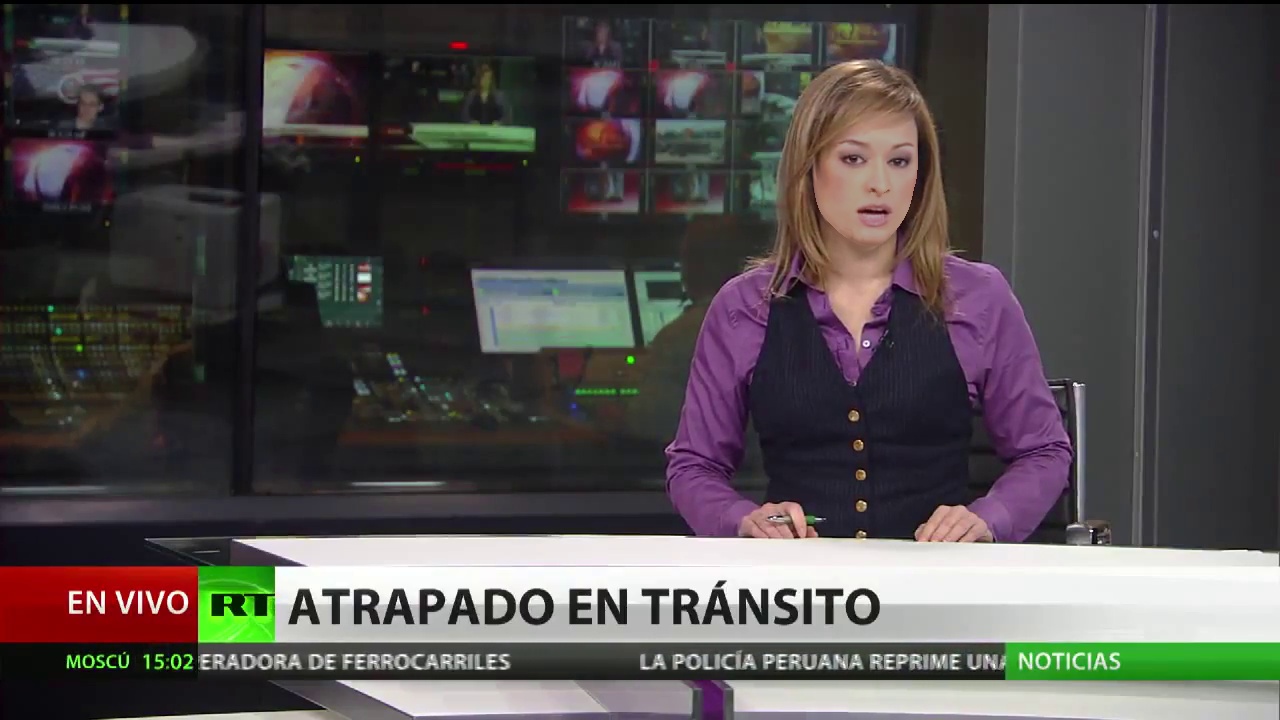 EN VIVO RT ATRAPADO EN TRÁNSITO
MOSCÚ 15:02 ERADORA DE FERROCARRILES LA POLICÍA PERUANA REPRIME UNA NOTICIAS